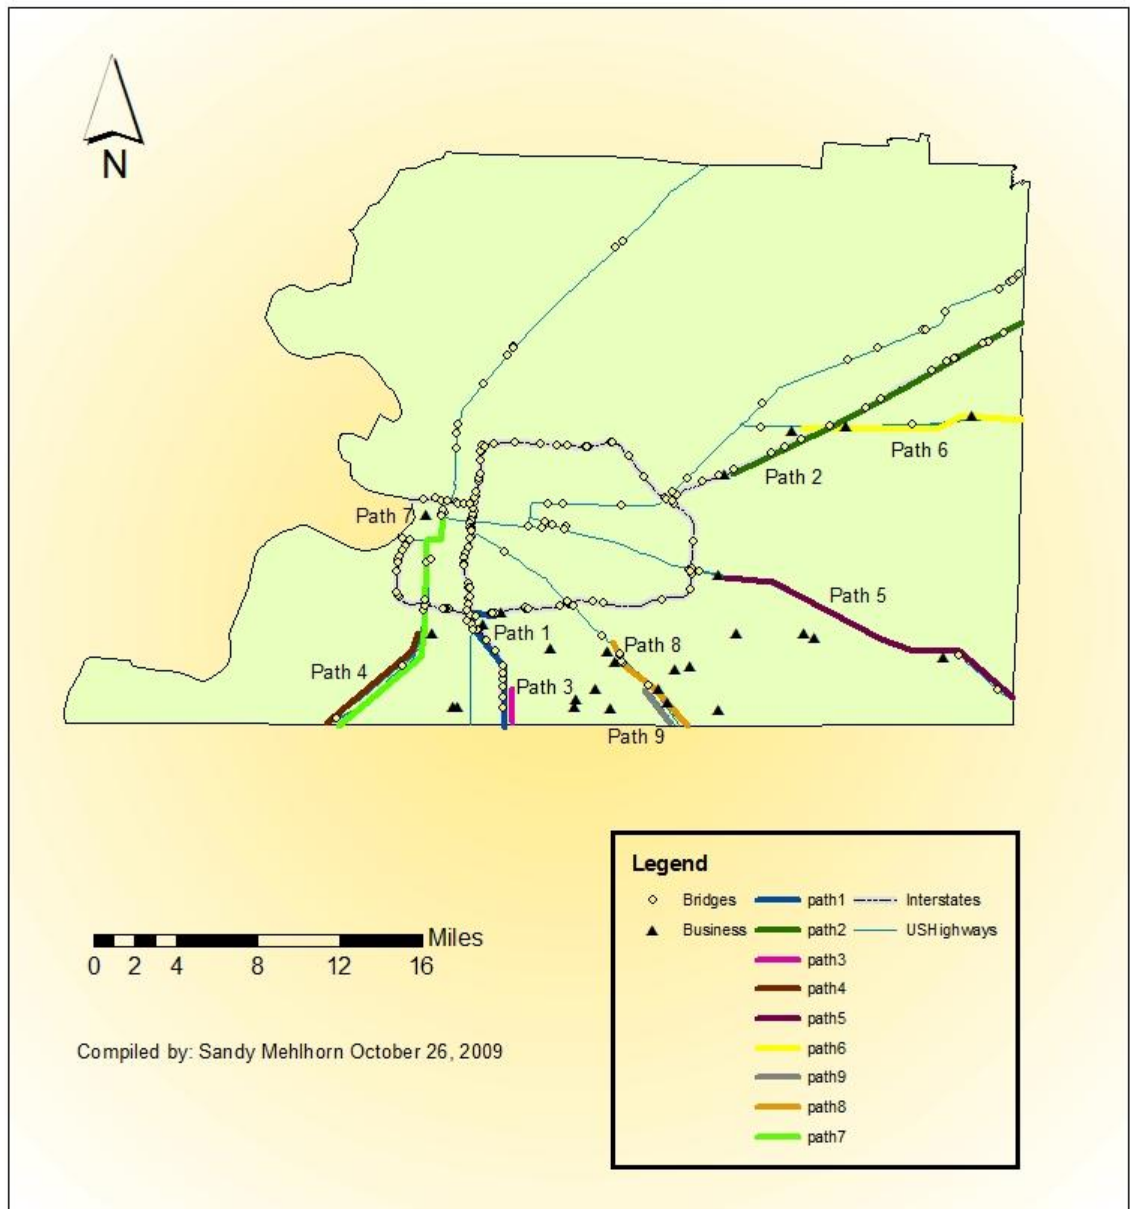 N
Path 6
Path 2
Path 7
Path 5
Path 1
Path 8
Path 4
Path 3
Path 9
Legend
Bridges path1 Interstates
Business path2 USHighways
path3
path4
path5
path6
path9
path8
path7
Miles
0 2 4 8 12 16
Compiled by: Sandy Mehlhorn October 26, 2009